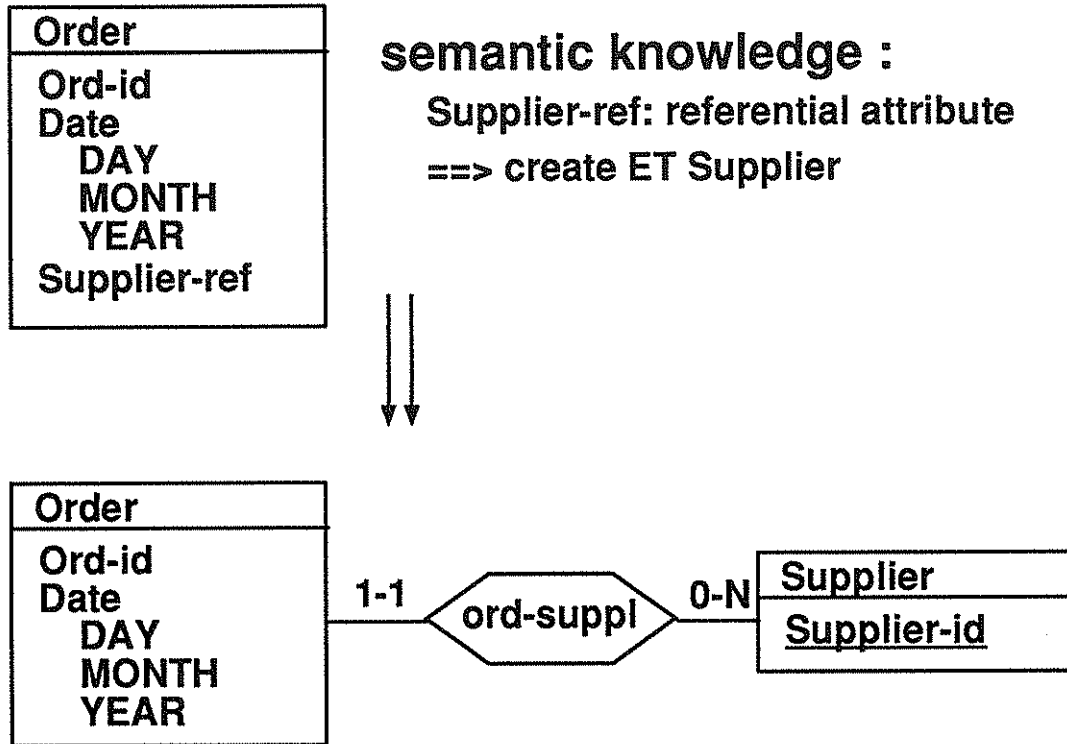 Order
Ord-id
Date
DAY
MONTH
YEAR
Supplier-ref
semantic knowledge :
Supplier-ref: referential attribute
==> create ET Supplier
Order
Ord-id
Date
DAY
MONTH
YEAR
1-1
ord-suppl
0-N
Supplier
Supplier-id